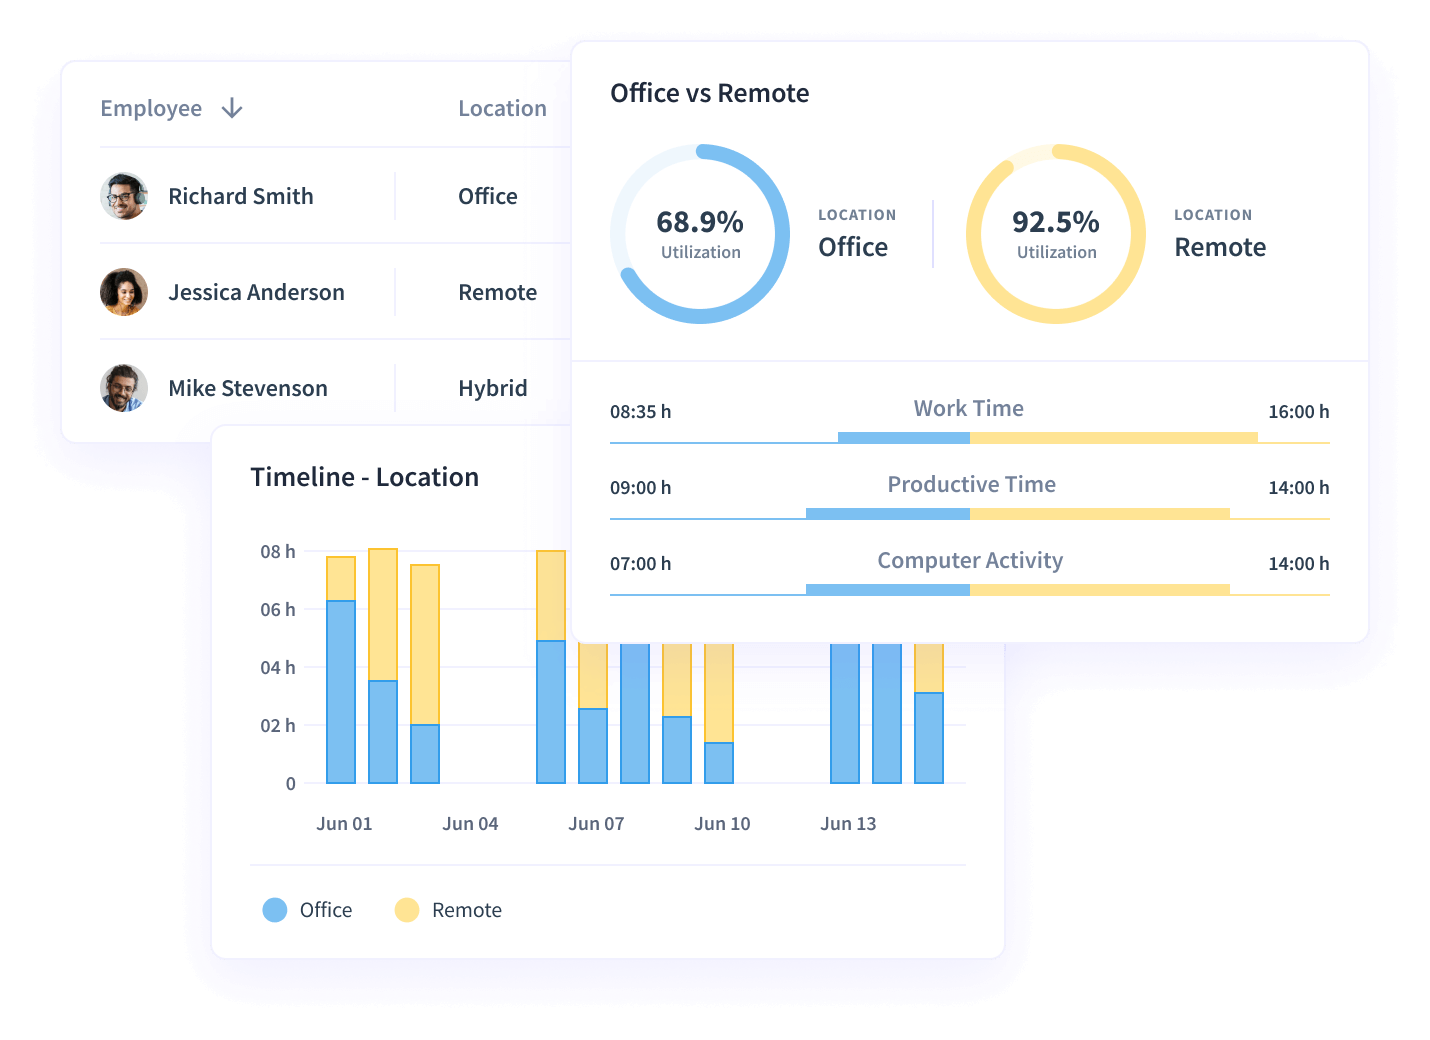 Employee
Location
Richard Smith
Office
Jessica Anderson
Remote
Mike Stevenson
Hybrid
Office vs Remote
68.9%
Utilization
LOCATION
Office
92.5%
Utilization
LOCATION
Remote
08:35 h
Work Time
16:00 h
09:00 h
Productive Time
14:00 h
07:00 h
Computer Activity
14:00 h
Timeline - Location
08 h
06 h
04 h
02 h
0
Jun 01
Jun 04
Jun 07
Jun 10
Jun 13
Office
Remote